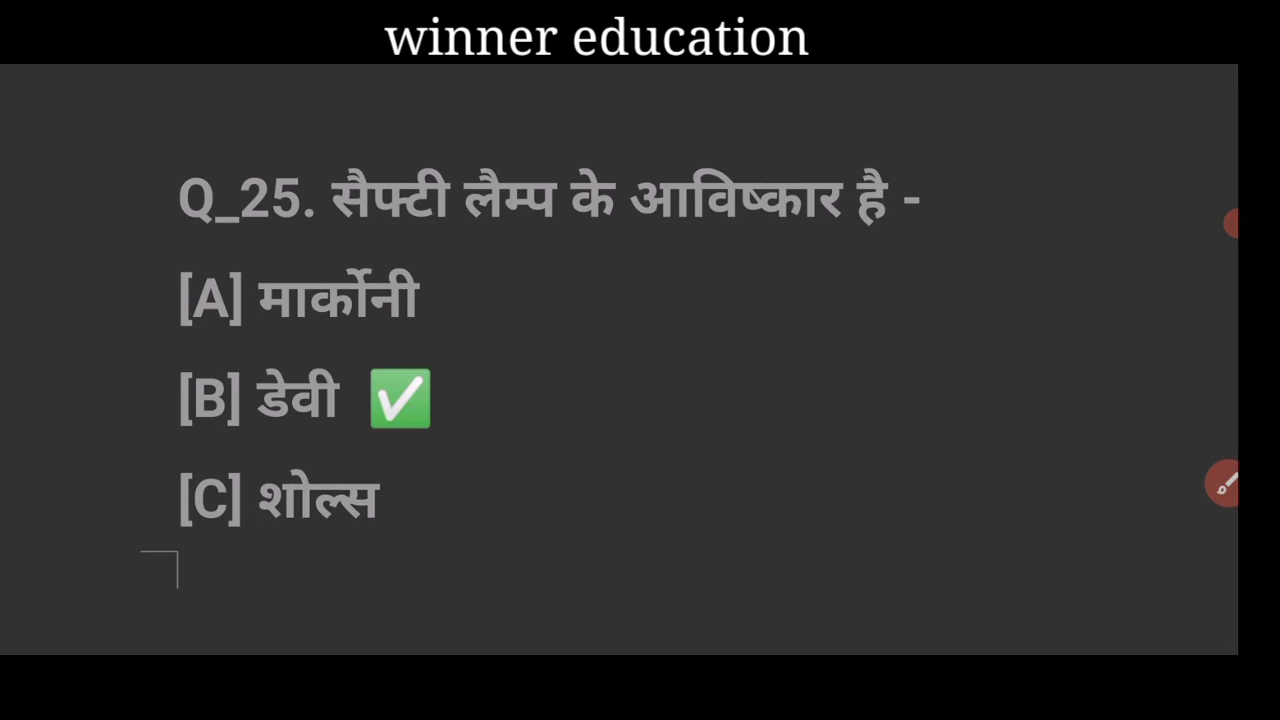 winner education
Q_25. सैफ्टी लैम्प के आविष्कार है -
[A] मार्कोनी
[B] डेवी ✅
[C] शोल्स